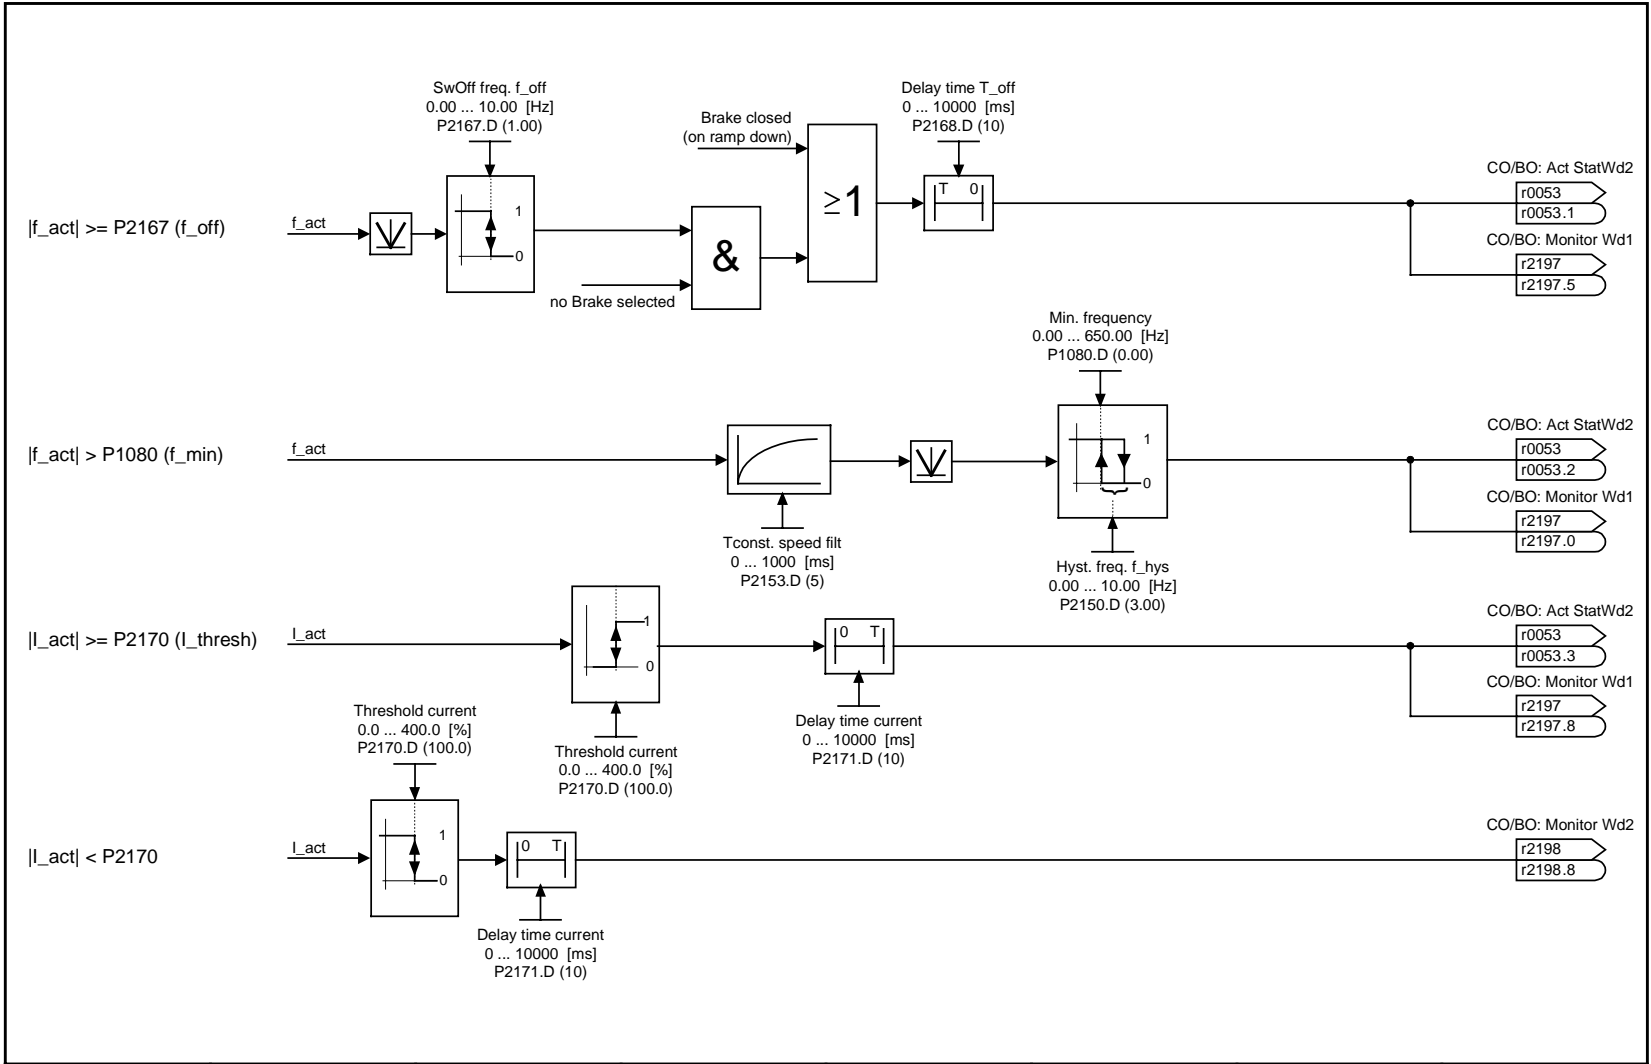 SwOff freq. f_off
0.00 ... 10.00 [Hz]
P2167.D (1.00)
Brake closed
(on ramp down)
Delay time T_off
0 ... 10000 [ms]
P2168.D (10)
|f_act| >= P2167 (f_off)
f_act
1
0
no Brake selected
&
≥1
T 0
CO/BO: Act StatWd2
r0053
r0053.1
CO/BO: Monitor Wd1
r2197
r2197.5
Min. frequency
0.00 ... 650.00 [Hz]
P1080.D (0.00)
|f_act| > P1080 (f_min)
f_act
Tconst. speed filt
0 ... 1000 [ms]
P2153.D (5)
1
0
Hyst. freq. f_hys
0.00 ... 10.00 [Hz]
P2150.D (3.00)
CO/BO: Act StatWd2
r0053
r0053.2
CO/BO: Monitor Wd1
r2197
r2197.0
|I_act| >= P2170 (I_thresh)
I_act
1
0
Threshold current
0.0 ... 400.0 [%]
P2170.D (100.0)
0 T
Delay time current
0 ... 10000 [ms]
P2171.D (10)
CO/BO: Act StatWd2
r0053
r0053.3
CO/BO: Monitor Wd1
r2197
r2197.8
Threshold current
0.0 ... 400.0 [%]
P2170.D (100.0)
|I_act| < P2170
I_act
1
0
0 T
Delay time current
0 ... 10000 [ms]
P2171.D (10)
CO/BO: Monitor Wd2
r2198
r2198.8